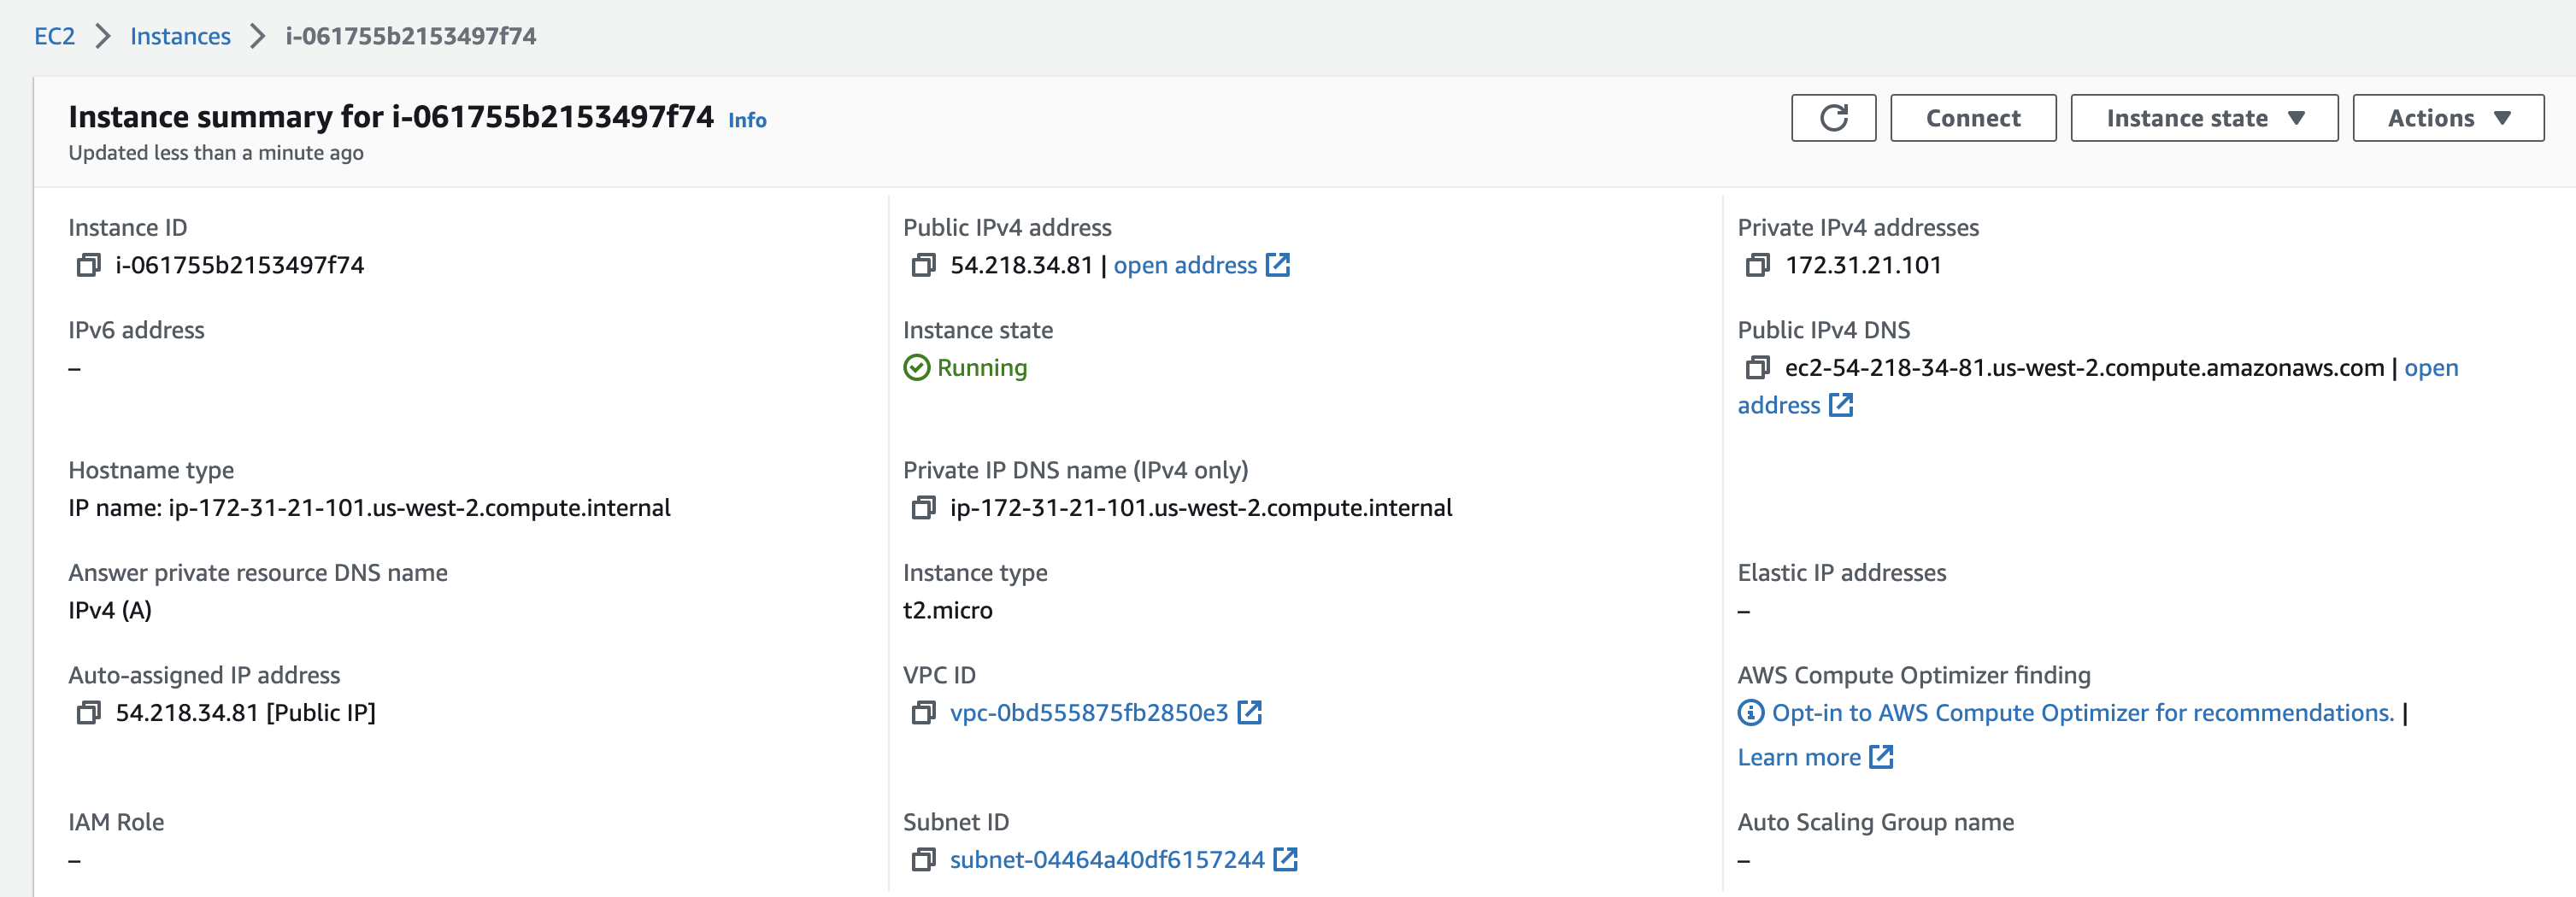 EC2 > Instances > i-061755b2153497f74
Instance summary for i-061755b2153497f74 Info
Updated less than a minute ago
Connect
Instance state
Actions
Instance ID
i-061755b2153497f74
Public IPv4 address
54.218.34.81 | open address
Private IPv4 addresses
172.31.21.101
IPv6 address
–
Instance state
Running
Public IPv4 DNS
ec2-54-218-34-81.us-west-2.compute.amazonaws.com | open
address
Hostname type
IP name: ip-172-31-21-101.us-west-2.compute.internal
Private IP DNS name (IPv4 only)
ip-172-31-21-101.us-west-2.compute.internal
Answer private resource DNS name
IPv4 (A)
Instance type
t2.micro
Elastic IP addresses
–
Auto-assigned IP address
54.218.34.81 [Public IP]
VPC ID
vpc-0bd555875fb2850e3
AWS Compute Optimizer finding
Opt-in to AWS Compute Optimizer for recommendations. |
Learn more
IAM Role
–
Subnet ID
subnet-04464a40df6157244
Auto Scaling Group name
–